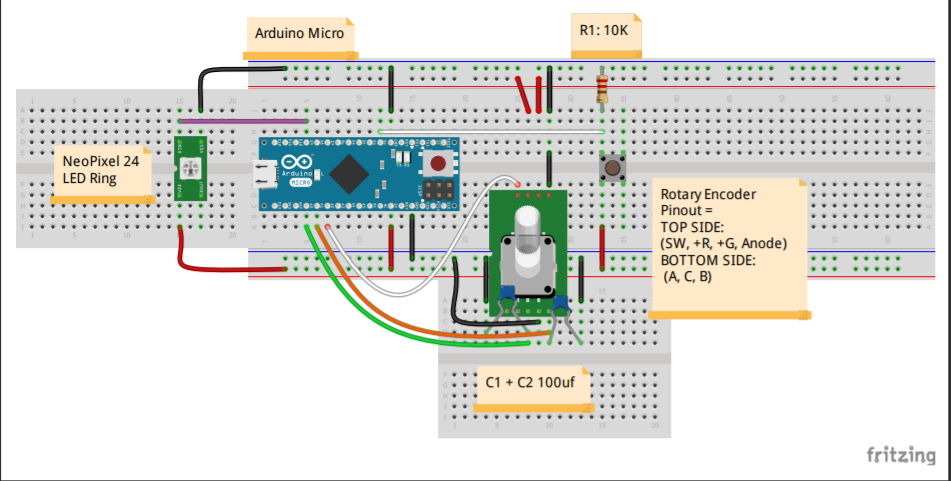 Arduino Micro
R1: 10K
NeoPixel 24
LED Ring
MICRO
Rotary Encoder
Pinout =
TOP SIDE:
(SW, +R, +G, Anode)
BOTTOM SIDE:
(A, C, B)
C1 + C2 100uf
fritzing